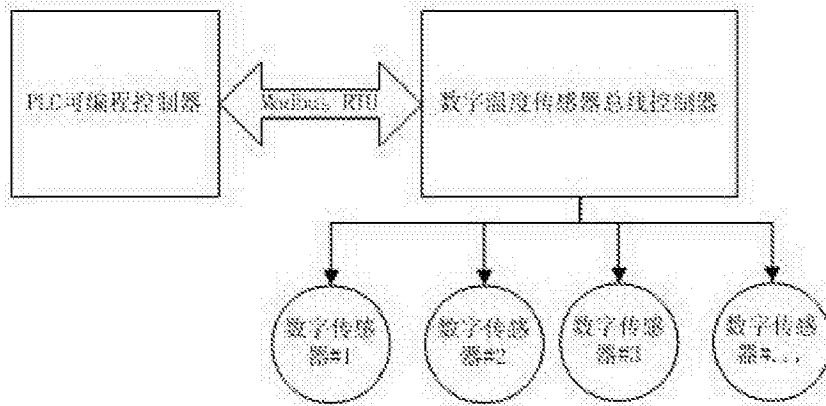 PLC可编程控制器
Modbus RTU
数字温度传感器总线控制器
数字传感
器#1
数字传感
器#2
数字传感
器#3
数字传感
器#...